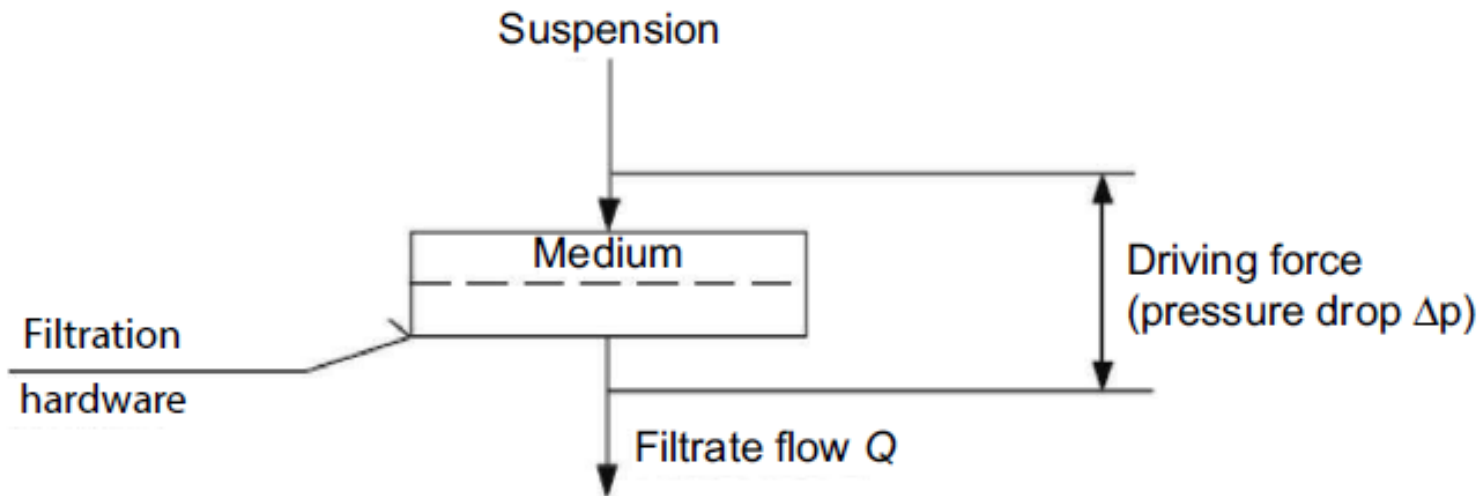 Suspension
Medium
Driving force
(pressure drop Δp)
Filtration
hardware
Filtrate flow Q